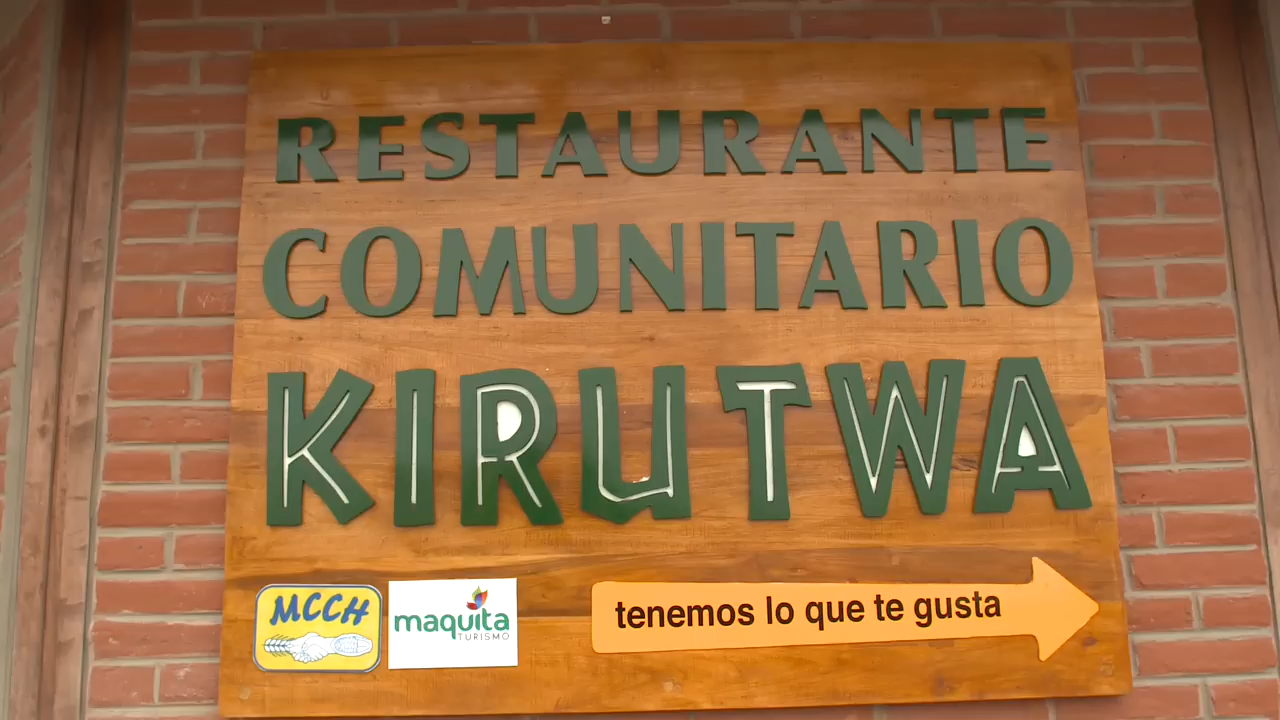 RESTAURANTE
COMUNITARIO
KIRUTWA
MCCH
maquita
TURISMO
tenemos lo que te gusta